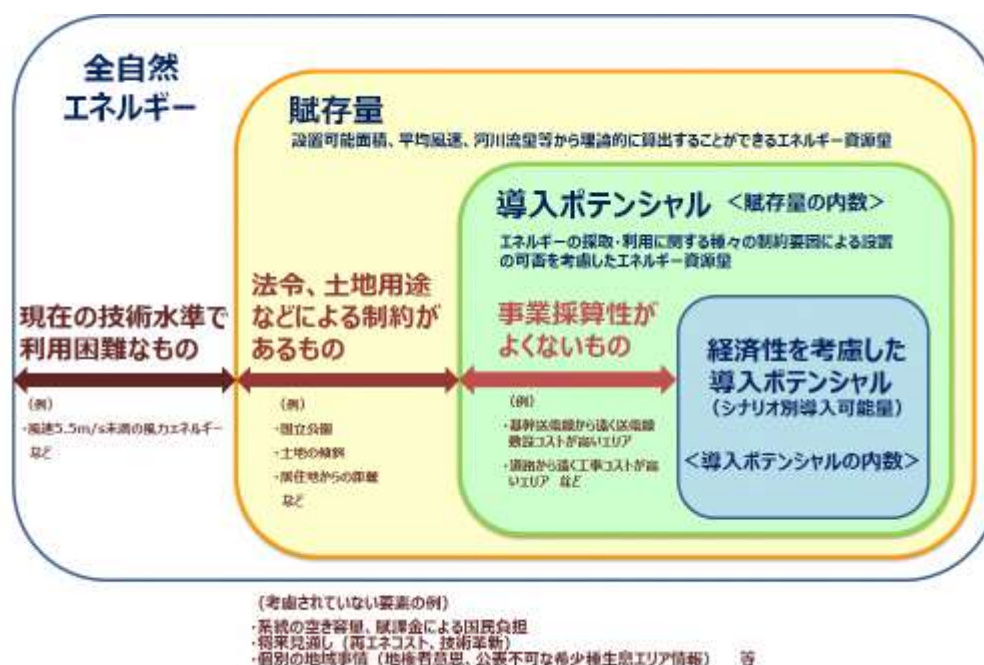 全自然
エネルギー
賦存量
設置可能面積、平均風速、河川流量等から理論的に算出することができるエネルギー資源量
導入ポテンシャル <賦存量の内数>
エネルギーの採取・利用に関する種々の制約要因による設置
の可否を考慮したエネルギー資源量
現在の技術水準で
利用困難なもの
法令、土地用途
などによる制約が
あるもの
事業採算性が
よくないもの
経済性を考慮した
導入ポテンシャル
(シナリオ別導入可能量)
<導入ポテンシャルの内数>
(例)
・風速5.5m/s未満の風力エネルギー
など
(例)
・国立公園
・土地の傾斜
・居住地からの距離
など
(例)
・基幹送電線から遠く送電線
敷設コストが高いエリア
・道路から遠く工事コストが高
いエリア など
(考慮されていない要素の例)
・系統の空き容量、賦課金による国民負担
・将来見通し(再エネコスト、技術革新)
・個別の地域事情(地権者意思、公表不可な希少種生息エリア情報) 等